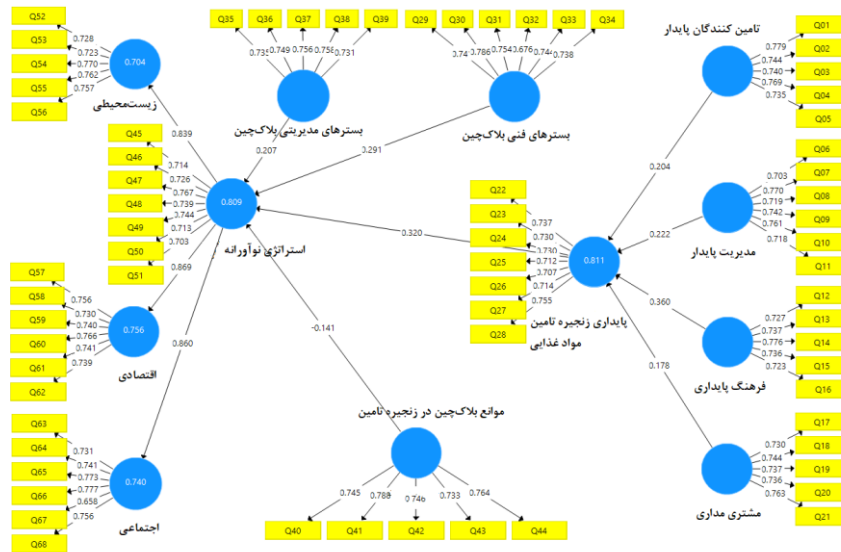 Q52
Q53
Q54
Q55
Q56
0.728
0.723
0.770
0.762
0.757
0.704
زیست‌محیطی
Q35
Q36
Q37
Q38
Q39
0.749
0.756
0.731
بسترهای مدیریتی بلاک‌چین
Q29
Q30
Q31
Q32
Q33
Q34
0.786
0.754
0.676
0.738
بسترهای فنی بلاک‌چین
تامین کنندگان پایدار
Q01
Q02
Q03
Q04
Q05
0.779
0.744
0.740
0.769
0.735
0.839
0.207
0.291
0.204
Q45
Q46
Q47
Q48
Q49
Q50
Q51
0.714
0.726
0.767
0.739
0.744
0.713
0.703
0.809
استراتژی نوآورانه
0.320
Q06
Q07
Q08
Q09
Q10
Q11
0.703
0.770
0.719
0.742
0.761
0.718
مدیریت پایدار
0.222
Q22
Q23
Q24
Q25
Q26
Q27
Q28
0.737
0.730
0.730
0.712
0.707
0.714
0.755
0.811
پایداری زنجیره تامین
مواد غذایی
0.869
0.860
-0.141
0.360
0.178
Q57
Q58
Q59
Q60
Q61
Q62
0.756
0.730
0.740
0.766
0.741
0.739
0.756
اقتصادی
Q12
Q13
Q14
Q15
Q16
0.727
0.737
0.776
0.736
0.723
فرهنگ پایداری
Q63
Q64
Q65
Q66
Q67
Q68
0.731
0.741
0.773
0.777
0.658
0.756
0.740
اجتماعی
موانع بلاک‌چین در زنجیره تامین
0.745
0.788
0.746
0.733
0.764
Q40
Q41
Q42
Q43
Q44
Q17
Q18
Q19
Q20
Q21
0.730
0.744
0.737
0.736
0.763
مشتری مداری